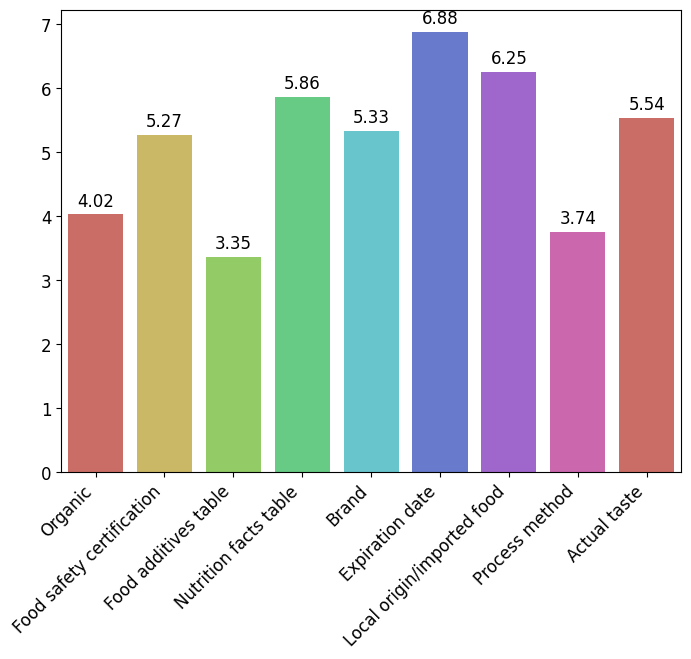 7
6
5
4
3
2
1
0
4.02
5.27
3.35
5.86
5.33
6.88
6.25
3.74
5.54
Organic
Food safety certification
Food additives table
Nutrition facts table
Brand
Expiration date
Local origin/imported food
Process method
Actual taste